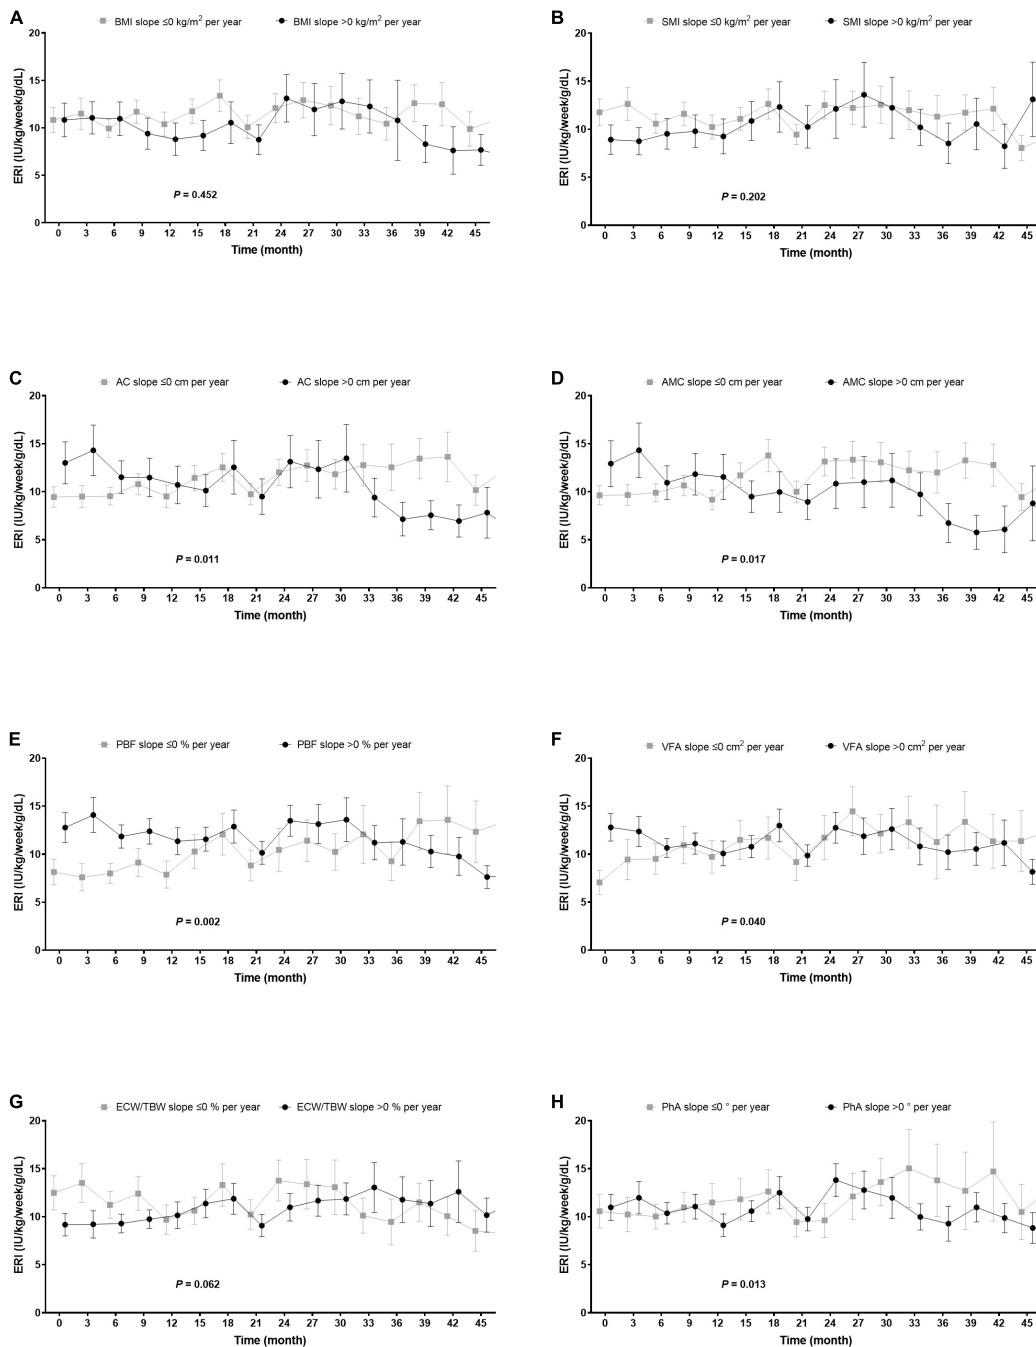 A
BMI slope ≤0 kg/m² per year
BMI slope >0 kg/m² per year
ERI (IU/kg/week/g/dL)
20
15
10
5
0
P = 0.452
0 3 6 9 12 15 18 21 24 27 30 33 36 39 42 45
Time (month)
B
SMI slope ≤0 kg/m² per year
SMI slope >0 kg/m² per year
ERI (IU/kg/week/g/dL)
20
15
10
5
0
P = 0.202
0 3 6 9 12 15 18 21 24 27 30 33 36 39 42 45
Time (month)
C
AC slope ≤0 cm per year
AC slope >0 cm per year
ERI (IU/kg/week/g/dL)
20
15
10
5
0
P = 0.011
0 3 6 9 12 15 18 21 24 27 30 33 36 39 42 45
Time (month)
D
AMC slope ≤0 cm per year
AMC slope >0 cm per year
ERI (IU/kg/week/g/dL)
20
15
10
5
0
P = 0.017
0 3 6 9 12 15 18 21 24 27 30 33 36 39 42 45
Time (month)
E
PBF slope ≤0 % per year
PBF slope >0 % per year
ERI (IU/kg/week/g/dL)
20
15
10
5
0
P = 0.002
0 3 6 9 12 15 18 21 24 27 30 33 36 39 42 45
Time (month)
F
VFA slope ≤0 cm² per year
VFA slope >0 cm² per year
ERI (IU/kg/week/g/dL)
20
15
10
5
0
P = 0.040
0 3 6 9 12 15 18 21 24 27 30 33 36 39 42 45
Time (month)
G
ECW/TBW slope ≤0 % per year
ECW/TBW slope >0 % per year
ERI (IU/kg/week/g/dL)
20
15
10
5
0
P = 0.062
0 3 6 9 12 15 18 21 24 27 30 33 36 39 42 45
Time (month)
H
PhA slope ≤0 ° per year
PhA slope >0 ° per year
ERI (IU/kg/week/g/dL)
20
15
10
5
0
P = 0.013
0 3 6 9 12 15 18 21 24 27 30 33 36 39 42 45
Time (month)